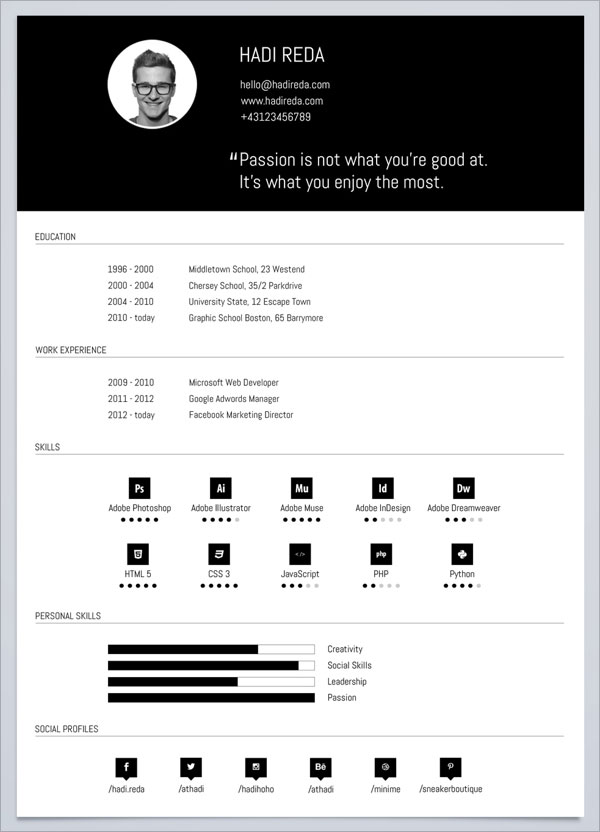 HADI REDA
hello@hadireda.com
www.hadireda.com
+43123456789
"Passion is not what you're good at.
It's what you enjoy the most.
EDUCATION
1996 - 2000 Middletown School, 23 Westend
2000 - 2004 Chersey School, 35/2 Parkdrive
2004 - 2010 University State, 12 Escape Town
2010 - today Graphic School Boston, 65 Barrymore
WORK EXPERIENCE
2009 - 2010 Microsoft Web Developer
2011 - 2012 Google Adwords Manager
2012 - today Facebook Marketing Director
SKILLS
Ps Ai Mu Id Dw
Adobe Photoshop Adobe Illustrator Adobe Muse Adobe InDesign Adobe Dreamweaver
5 3 </> php
HTML 5 CSS 3 JavaScript PHP Python
PERSONAL SKILLS
Creativity
Social Skills
Leadership
Passion
SOCIAL PROFILES
f Bē
/hadi.reda /athadi /hadihoho /athadi /minime /sneakerboutique